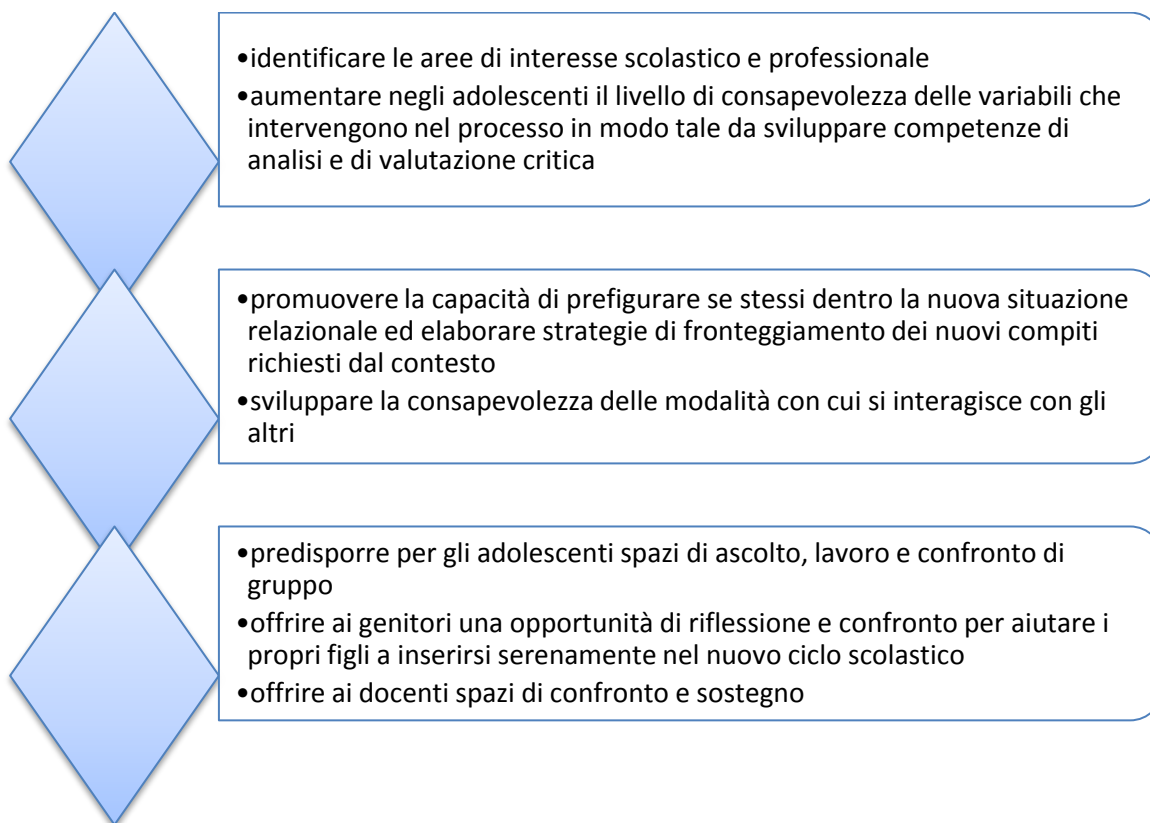 •identificare le aree di interesse scolastico e professionale
•aumentare negli adolescenti il livello di consapevolezza delle variabili che
intervengono nel processo in modo tale da sviluppare competenze di
analisi e di valutazione critica
•promuovere la capacità di prefigurare se stessi dentro la nuova situazione
relazionale ed elaborare strategie di fronteggiamento dei nuovi compiti
richiesti dal contesto
•sviluppare la consapevolezza delle modalità con cui si interagisce con gli
altri
•predisporre per gli adolescenti spazi di ascolto, lavoro e confronto di
gruppo
•offrire ai genitori una opportunità di riflessione e confronto per aiutare i
propri figli a inserirsi serenamente nel nuovo ciclo scolastico
•offrire ai docenti spazi di confronto e sostegno